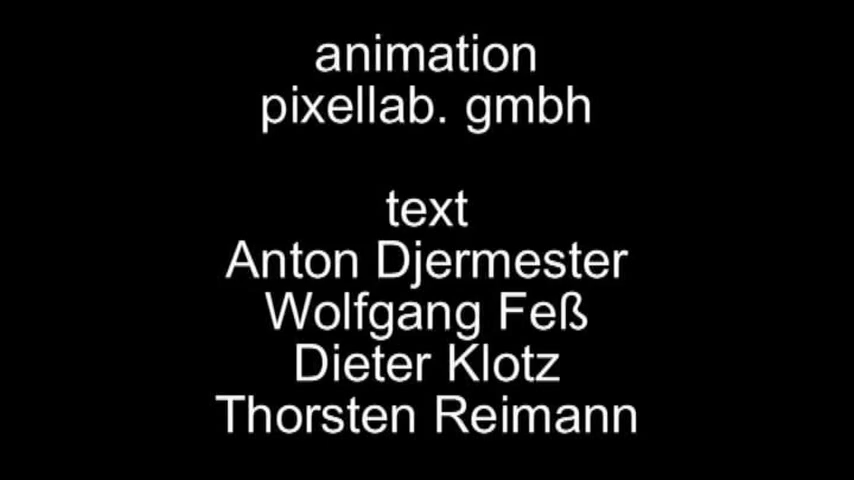 animation
pixellab. gmbh
text
Anton Djermester
Wolfgang Feß
Dieter Klotz
Thorsten Reimann